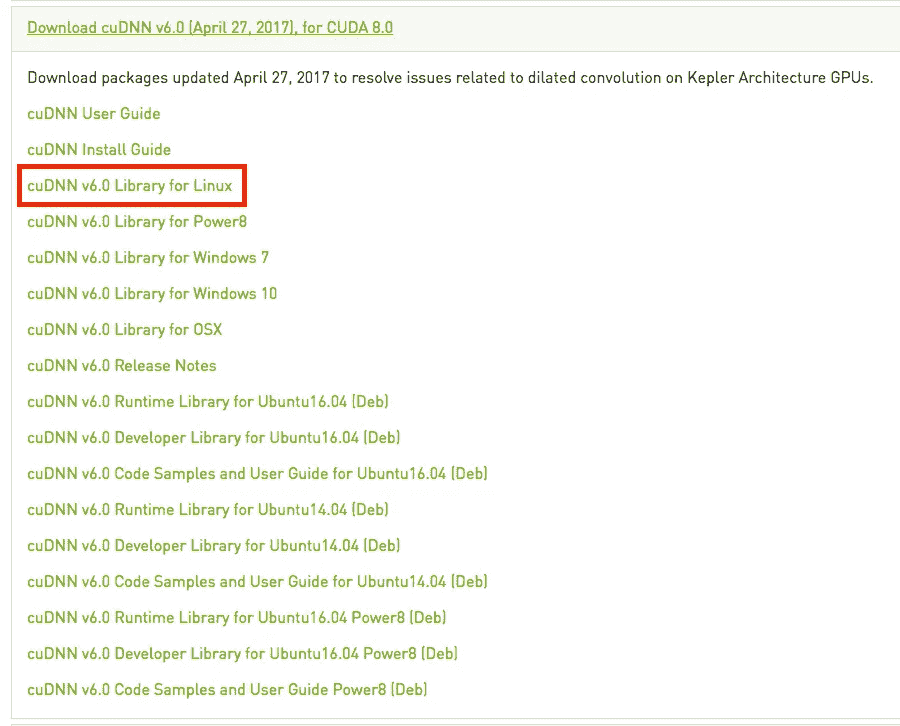 Download cuDNN v6.0 (April 27, 2017), for CUDA 8.0
Download packages updated April 27, 2017 to resolve issues related to dilated convolution on Kepler Architecture GPUs.
cuDNN User Guide
cuDNN Install Guide
cuDNN v6.0 Library for Linux
cuDNN v6.0 Library for Power8
cuDNN v6.0 Library for Windows 7
cuDNN v6.0 Library for Windows 10
cuDNN v6.0 Library for OSX
cuDNN v6.0 Release Notes
cuDNN v6.0 Runtime Library for Ubuntu16.04 (Deb)
cuDNN v6.0 Developer Library for Ubuntu16.04 (Deb)
cuDNN v6.0 Code Samples and User Guide for Ubuntu16.04 (Deb)
cuDNN v6.0 Runtime Library for Ubuntu14.04 (Deb)
cuDNN v6.0 Developer Library for Ubuntu14.04 (Deb)
cuDNN v6.0 Code Samples and User Guide for Ubuntu14.04 (Deb)
cuDNN v6.0 Runtime Library for Ubuntu16.04 Power8 (Deb)
cuDNN v6.0 Developer Library for Ubuntu16.04 Power8 (Deb)
cuDNN v6.0 Code Samples and User Guide Power8 (Deb)